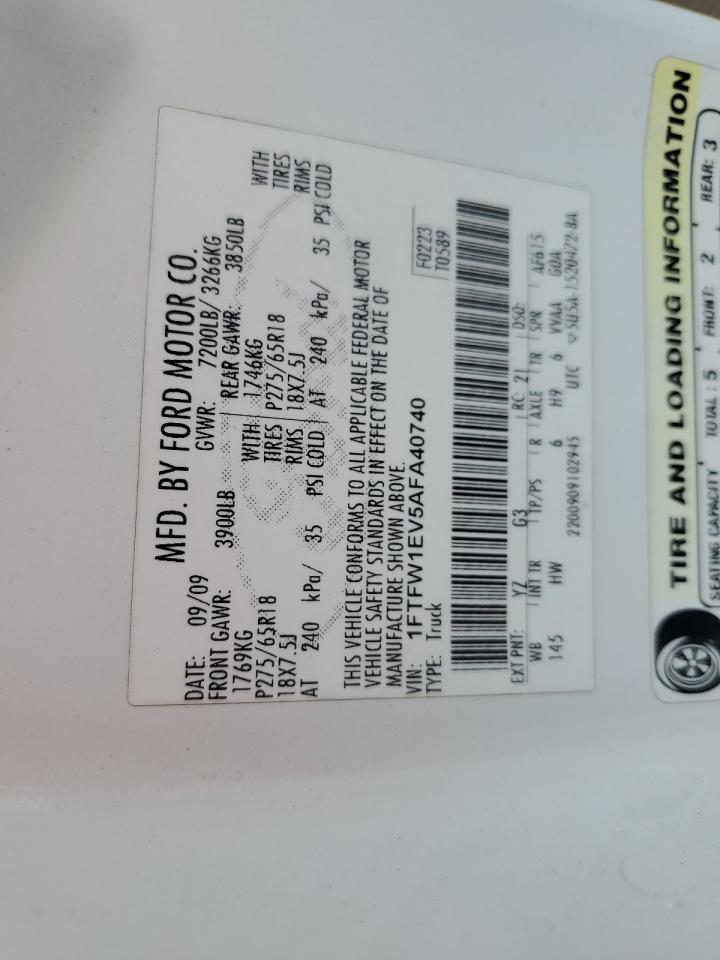 MFD. BY FORD MOTOR CO.
DATE: 09/09 GVWR: 7200LB/ 3266KG
FRONT GAWR: 3900LB REAR GAWR: 3850LB
1769KG WITH 1746KG WITH
P275/65R18 TIRES P275/65R18 TIRES
18X7.5J RIMS 18X7.5J RIMS
AT 240 kPa/ 35 PSI COLD AT 240 kPa/ 35 PSI COLD
THIS VEHICLE CONFORMS TO ALL APPLICABLE FEDERAL MOTOR
VEHICLE SAFETY STANDARDS IN EFFECT ON THE DATE OF
MANUFACTURE SHOWN ABOVE.
VIN: 1FTFW1EV5AFA40740
TYPE: Truck
F0223
T0589
EXT PNT: YZ G3 RC: 21 DSO:
WB INT TR TP/PS R AXLE TR SPR AF615
145 HW 6 H9 6 VVAA GOA
2200909102945 UTC ▽5U5A-1520472-BA
TIRE AND LOADING INFORMATION
SEATING CAPACITY TOTAL: 5 FRONT: 2 REAR: 3